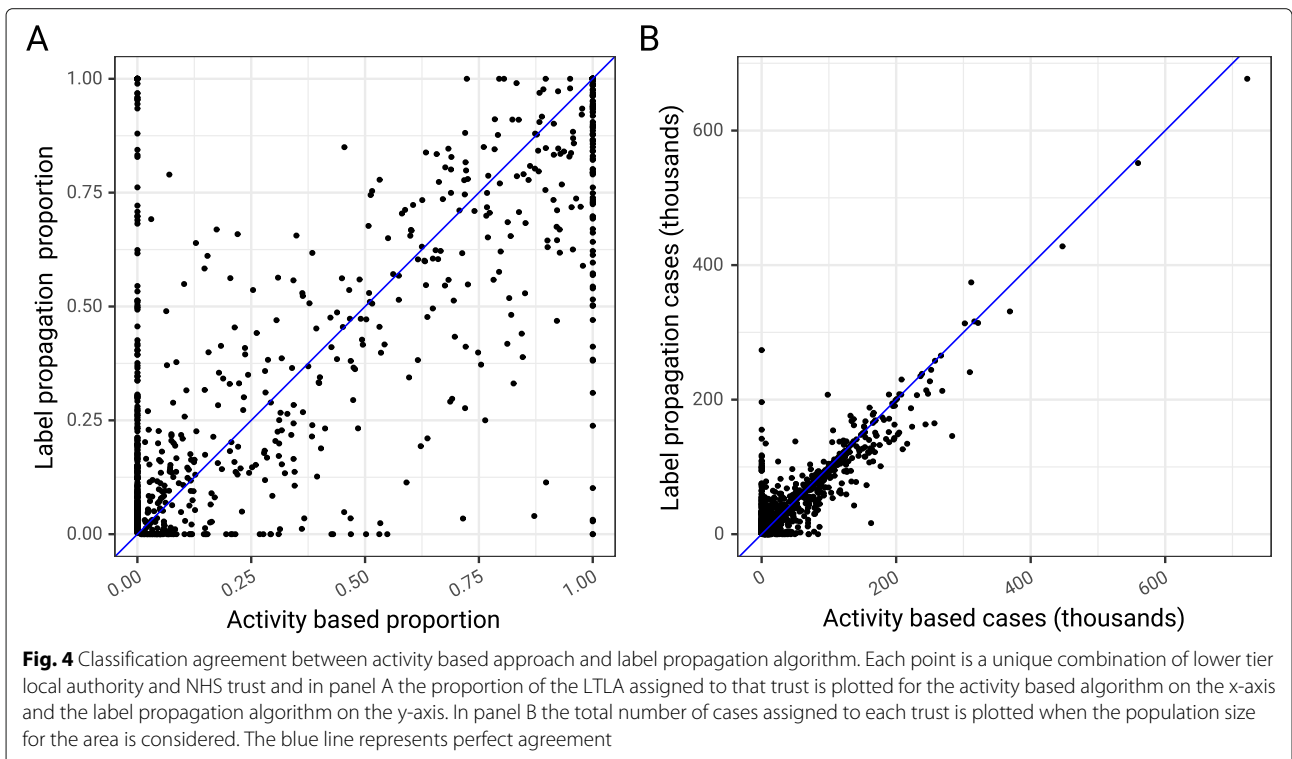 A
B
Label propagation proportion
1.00
0.75
0.50
0.25
0.00
0.00
0.25
0.50
0.75
1.00
Activity based proportion
Label propagation cases (thousands)
600
400
200
0
0
200
400
600
Activity based cases (thousands)
Fig. 4 Classification agreement between activity based approach and label propagation algorithm. Each point is a unique combination of lower tier
local authority and NHS trust and in panel A the proportion of the LTLA assigned to that trust is plotted for the activity based algorithm on the x-axis
and the label propagation algorithm on the y-axis. In panel B the total number of cases assigned to each trust is plotted when the population size
for the area is considered. The blue line represents perfect agreement